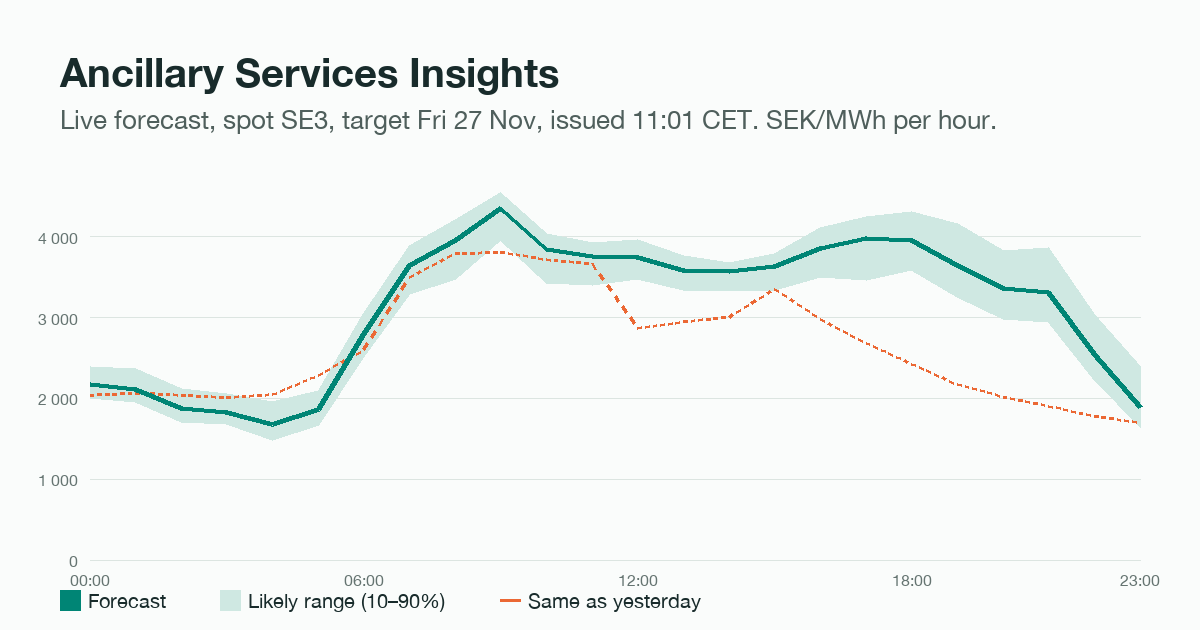 Ancillary Services Insights
Live forecast, spot SE3, target Fri 27 Nov, issued 11:01 CET. SEK/MWh per hour.
4 000
3 000
2 000
1 000
0
00:00 06:00 12:00 18:00 23:00
Forecast Likely range (10–90%) Same as yesterday